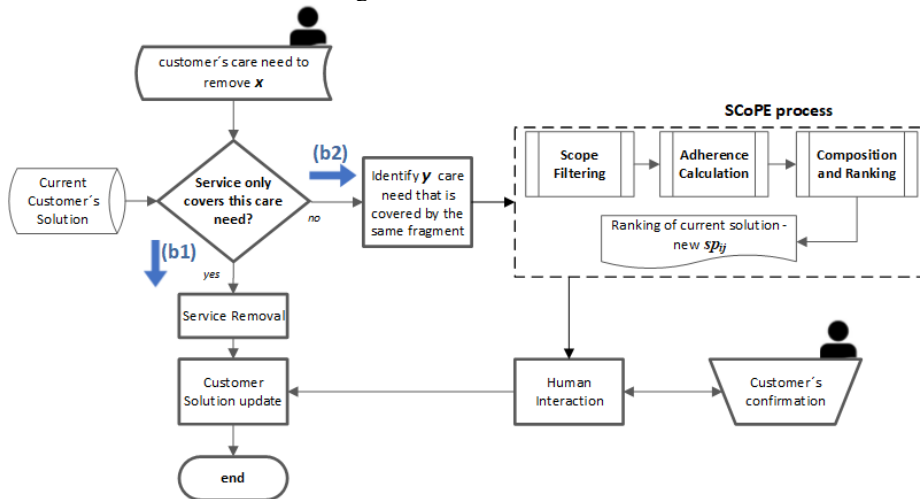 customer´s care need to
remove x
SCoPE process
(b2)
Service only
covers this care
need?
no
Current
Customer´s
Solution
Identify y care
need that is
covered by the
same fragment
Scope
Filtering
Adherence
Calculation
Composition
and Ranking
Ranking of current solution -
new spij
(b1)
yes
Service Removal
Customer
Solution update
Human
Interaction
Customer´s
confirmation
end